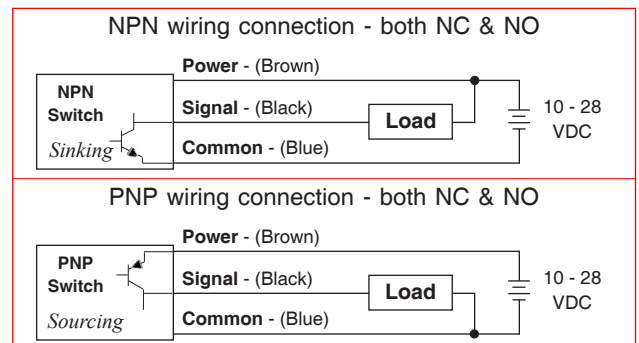 NPN wiring connection - both NC & NO
Power - (Brown)
NPN
Switch
Sinking
Signal - (Black)
Load
Common - (Blue)
10 - 28
VDC
PNP wiring connection - both NC & NO
Power - (Brown)
PNP
Switch
Sourcing
Signal - (Black)
Load
Common - (Blue)
10 - 28
VDC